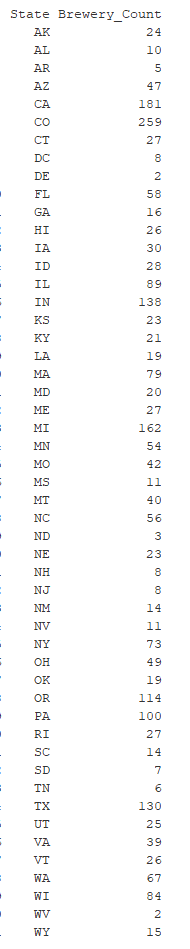 State Brewery_Count
AK 24
AL 10
AR 5
AZ 47
CA 181
CO 259
CT 27
DC 8
DE 2
FL 58
GA 16
HI 26
IA 30
ID 28
IL 89
IN 138
KS 23
KY 21
LA 19
MA 79
MD 20
ME 27
MI 162
MN 54
MO 42
MS 11
MT 40
NC 56
ND 3
NE 23
NH 8
NJ 8
NM 14
NV 11
NY 73
OH 49
OK 19
OR 114
PA 100
RI 27
SC 14
SD 7
TN 6
TX 130
UT 25
VA 39
VT 26
WA 67
WI 84
WV 2
WY 15